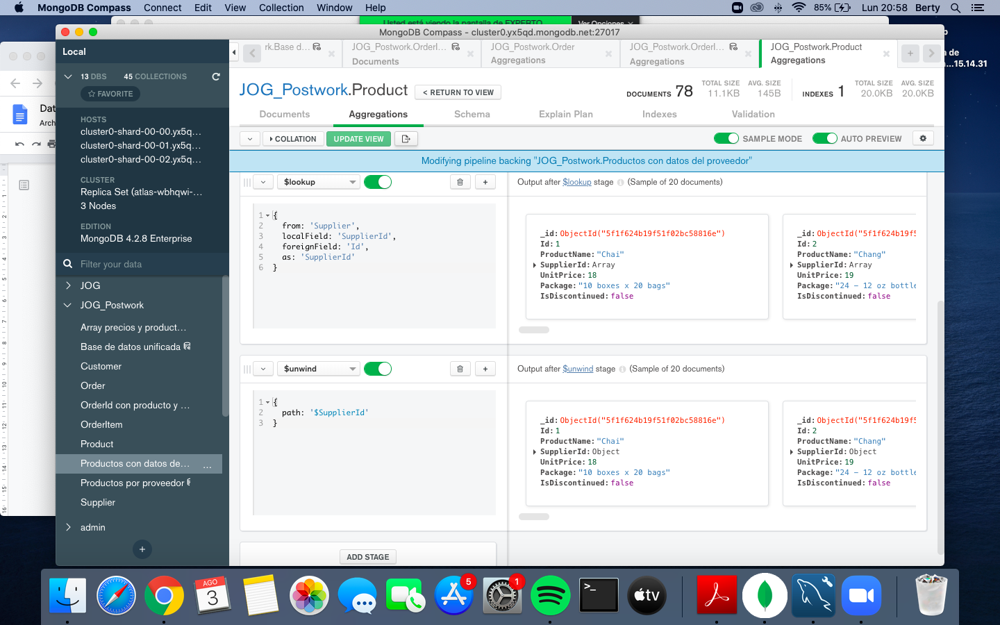 MongoDB Compass Connect Edit View Collection Window Help 85% Lun 20:58 Berty
Usted está viendo la pantalla de EXPERTO
Ver Opciones
MongoDB Compass - cluster0.yx5qd.mongodb.net:27017
...15.14.31
Dat
Arch
Local
13 DBS 45 COLLECTIONS
FAVORITE
HOSTS
cluster0-shard-00-00.yx5q...
cluster0-shard-00-01.yx5q...
cluster0-shard-00-02.yx5q...
CLUSTER
Replica Set (atlas-wbhqwi-...
3 Nodes
EDITION
MongoDB 4.2.8 Enterprise
Filter your data
JOG
JOG_Postwork
Array precios y product...
Base de datos unificada
Customer
Order
OrderId con producto y ...
OrderItem
Product
Productos con datos de... ...
Productos por proveedor
Supplier
admin
+
rk.Base d...
JOG_Postwork.OrderI...
Documents
JOG_Postwork.Order
Aggregations
JOG_Postwork.OrderI...
Aggregations
JOG_Postwork.Product
Aggregations
JOG_Postwork.Product
< RETURN TO VIEW
DOCUMENTS 78 TOTAL SIZE 11.1KB AVG. SIZE 145B INDEXES 1 TOTAL SIZE 20.0KB AVG. SIZE 20.0KB
Documents Aggregations Schema Explain Plan Indexes Validation
COLLATION UPDATE VIEW SAMPLE MODE AUTO PREVIEW
Modifying pipeline backing "JOG_Postwork.Productos con datos del proveedor"
$lookup
1 {
2 from: 'Supplier',
3 localField: 'SupplierId',
4 foreignField: 'Id',
5 as: 'SupplierId'
6 }
Output after $lookup stage (Sample of 20 documents)
_id: ObjectId("5f1f624b19f51f02bc58816e")
Id: 1
ProductName: "Chai"
SupplierId: Array
UnitPrice: 18
Package: "10 boxes x 20 bags"
IsDiscontinued: false
_id: ObjectId("5f1f624b19f5
Id: 2
ProductName: "Chang"
SupplierId: Array
UnitPrice: 19
Package: "24 - 12 oz bottle
IsDiscontinued: false
$unwind
1 {
2 path: '$SupplierId'
3 }
Output after $unwind stage (Sample of 20 documents)
_id: ObjectId("5f1f624b19f51f02bc58816e")
Id: 1
ProductName: "Chai"
SupplierId: Object
UnitPrice: 18
Package: "10 boxes x 20 bags"
IsDiscontinued: false
_id: ObjectId("5f1f624b19f5
Id: 2
ProductName: "Chang"
SupplierId: Object
UnitPrice: 19
Package: "24 - 12 oz bottle
IsDiscontinued: false
ADD STAGE
AGO
3
5
1
>_
tv